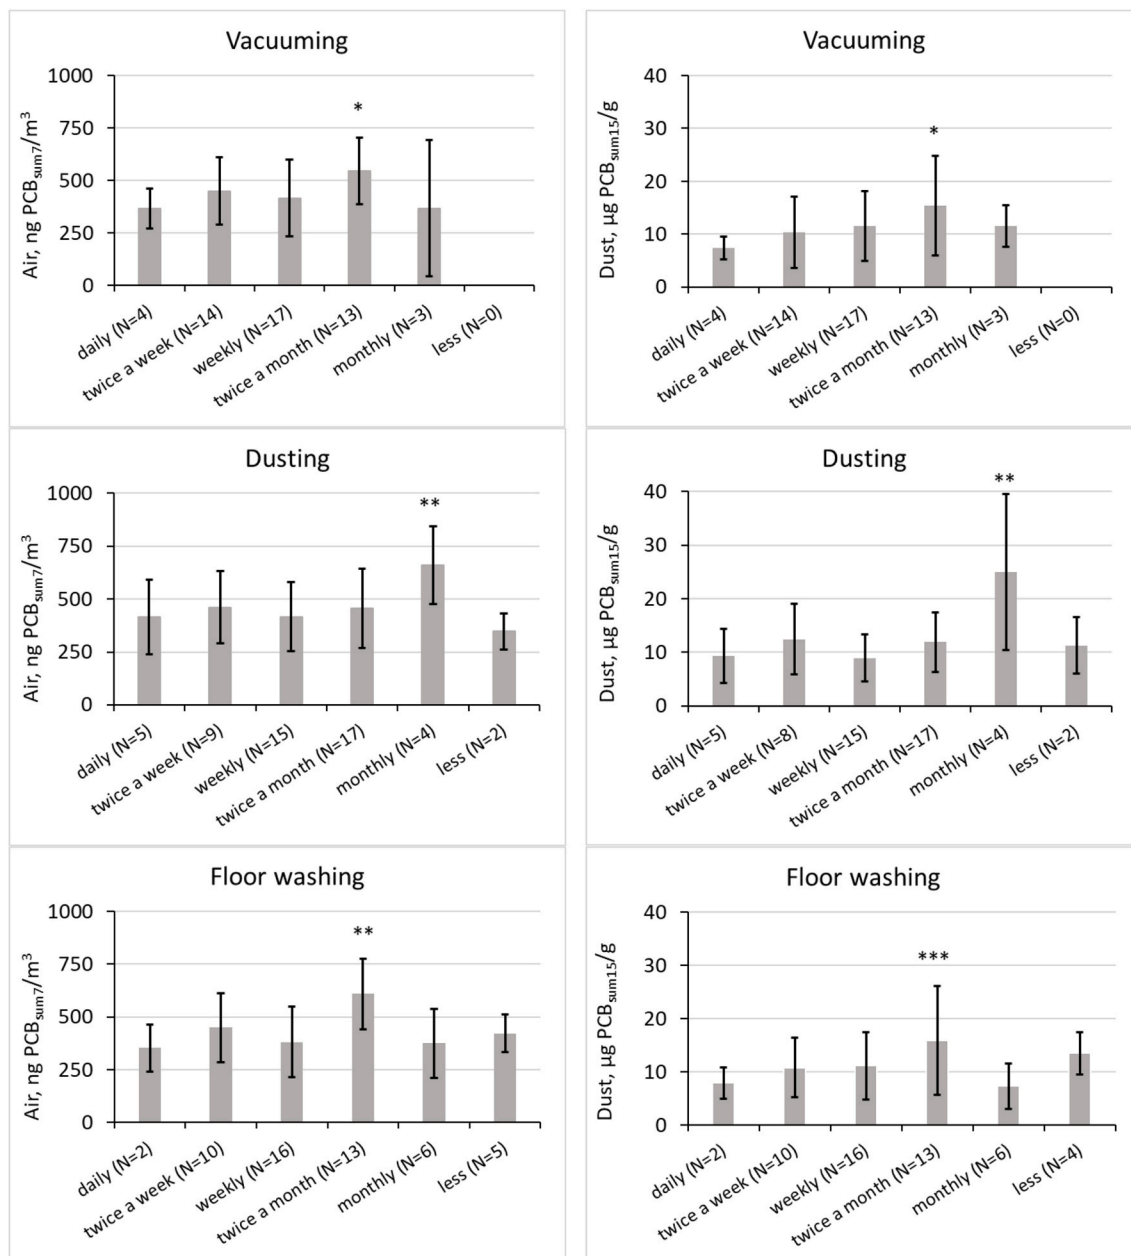 Vacuuming
Air, ng PCBsum7/m³
1000
750
500
250
0
*
daily (N=4)
twice a week (N=14)
weekly (N=17)
twice a month (N=13)
monthly (N=3)
less (N=0)
Vacuuming
Dust, µg PCBsum15/g
40
30
20
10
0
*
daily (N=4)
twice a week (N=14)
weekly (N=17)
twice a month (N=13)
monthly (N=3)
less (N=0)
Dusting
Air, ng PCBsum7/m³
1000
750
500
250
0
**
daily (N=5)
twice a week (N=9)
weekly (N=15)
twice a month (N=17)
monthly (N=4)
less (N=2)
Dusting
Dust, µg PCBsum15/g
40
30
20
10
0
**
daily (N=5)
twice a week (N=8)
weekly (N=15)
twice a month (N=17)
monthly (N=4)
less (N=2)
Floor washing
Air, ng PCBsum7/m³
1000
750
500
250
0
**
daily (N=2)
twice a week (N=10)
weekly (N=16)
twice a month (N=13)
monthly (N=6)
less (N=5)
Floor washing
Dust, µg PCBsum15/g
40
30
20
10
0
***
daily (N=2)
twice a week (N=10)
weekly (N=16)
twice a month (N=13)
monthly (N=6)
less (N=4)